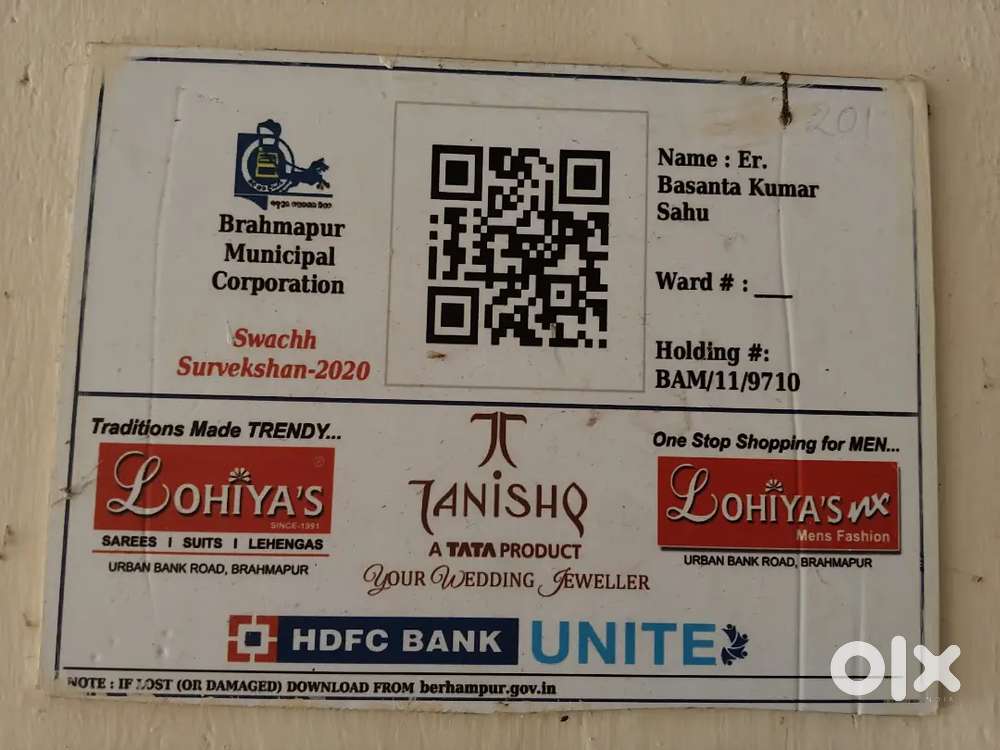 201
Brahmapur
Municipal
Corporation
Swachh
Survekshan-2020
Name : Er.
Basanta Kumar
Sahu
Ward # : ___
Holding #:
BAM/11/9710
Traditions Made TRENDY...
LOHIYA'S
SINCE-1991
SAREES I SUITS I LEHENGAS
URBAN BANK ROAD, BRAHMAPUR
TANISHQ
A TATA PRODUCT
YOUR WEDDING JEWELLER
One Stop Shopping for MEN...
LOHIYA'S nx
Mens Fashion
URBAN BANK ROAD, BRAHMAPUR
HDFC BANK UNITE
NOTE : IF LOST (OR DAMAGED) DOWNLOAD FROM berhampur.gov.in
olx
INDIA